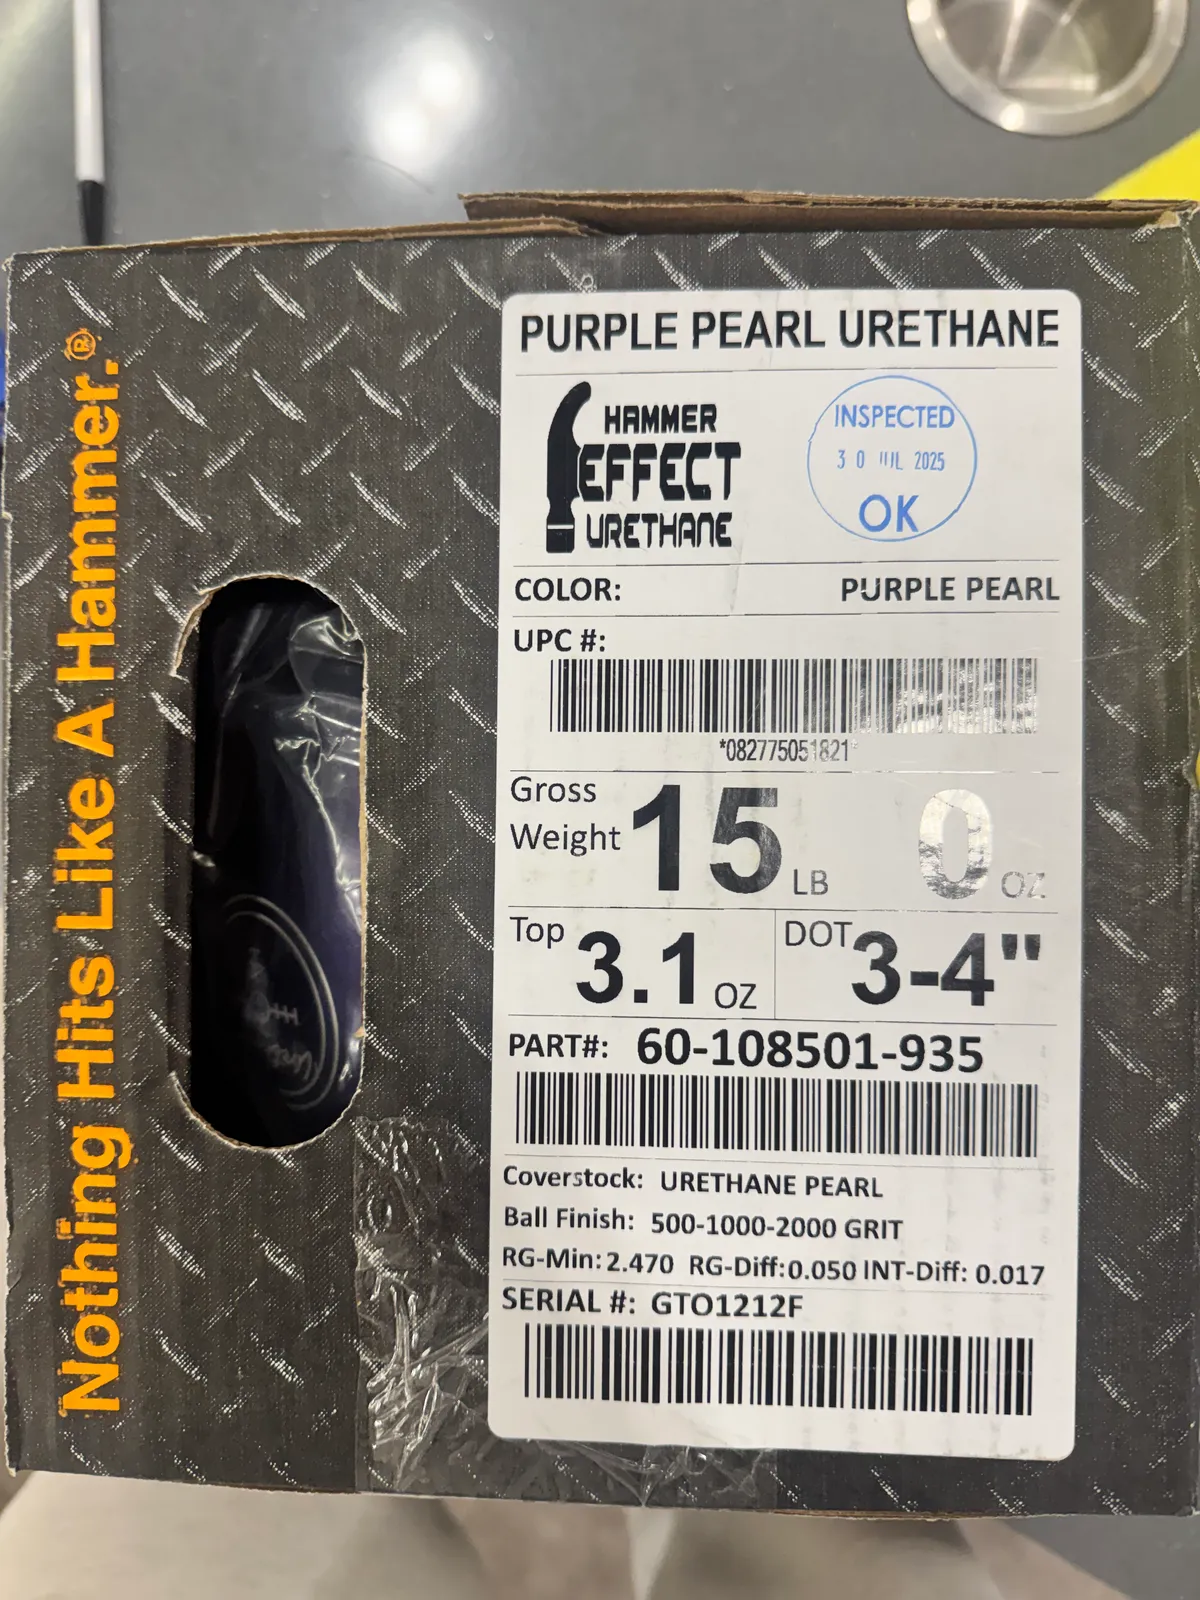 Nothing Hits Like A Hammer.®
PURPLE PEARL URETHANE
HAMMER
EFFECT
URETHANE
INSPECTED
30 JUL 2025
OK
COLOR: PURPLE PEARL
UPC #:
*082775051821*
Gross
Weight 15 LB 0 OZ
Top 3.1 OZ DOT 3-4"
PART#: 60-108501-935
Coverstock: URETHANE PEARL
Ball Finish: 500-1000-2000 GRIT
RG-Min: 2.470 RG-Diff: 0.050 INT-Diff: 0.017
SERIAL #: GTO1212F